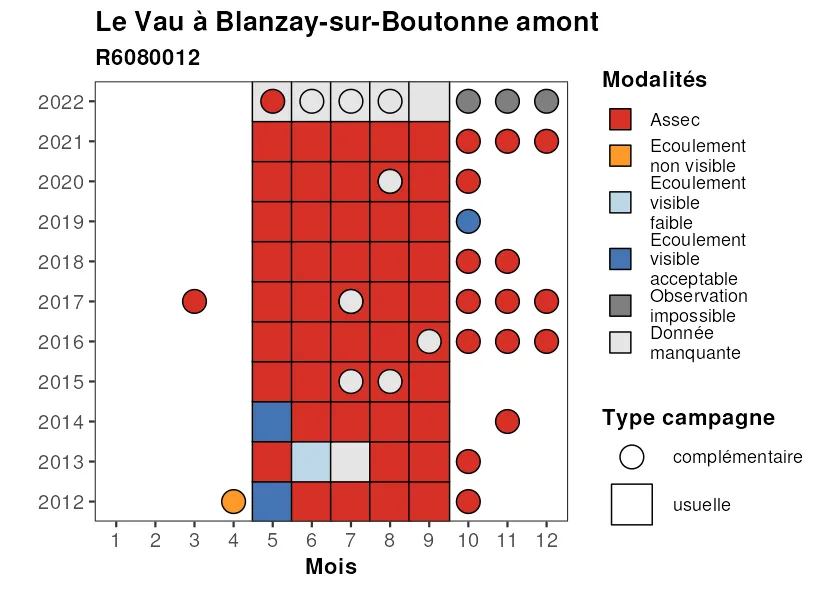 Le Vau à Blanzay-sur-Boutonne amont
R6080012
2022
2021
2020
2019
2018
2017
2016
2015
2014
2013
2012
1 2 3 4 5 6 7 8 9 10 11 12
Mois
Modalités
Assec
Ecoulement
non visible
Ecoulement
visible
faible
Ecoulement
visible
acceptable
Observation
impossible
Donnée
manquante
Type campagne
complémentaire
usuelle